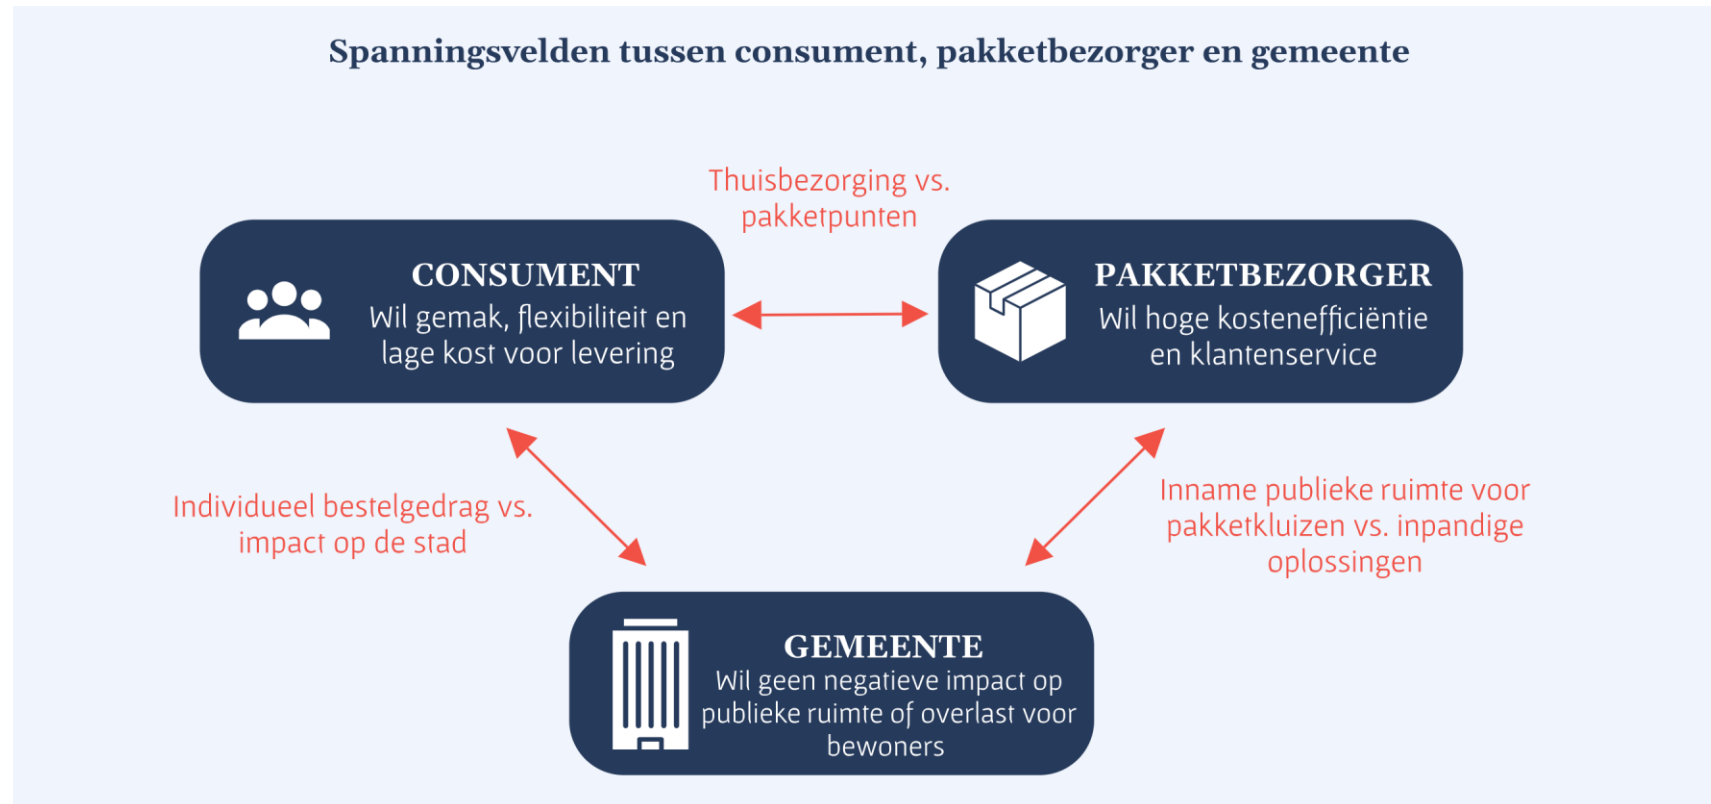 Spanningsvelden tussen consument, pakketbezorger en gemeente
Thuisbezorging vs.
pakketpunten
CONSUMENT
Wil gemak, flexibiliteit en
lage kost voor levering
PAKKETBEZORGER
Wil hoge kostenefficiëntie
en klantenservice
Individueel bestelgedrag vs.
impact op de stad
Inname publieke ruimte voor
pakketkluizen vs. inpandige
oplossingen
GEMEENTE
Wil geen negatieve impact op
publieke ruimte of overlast voor
bewoners